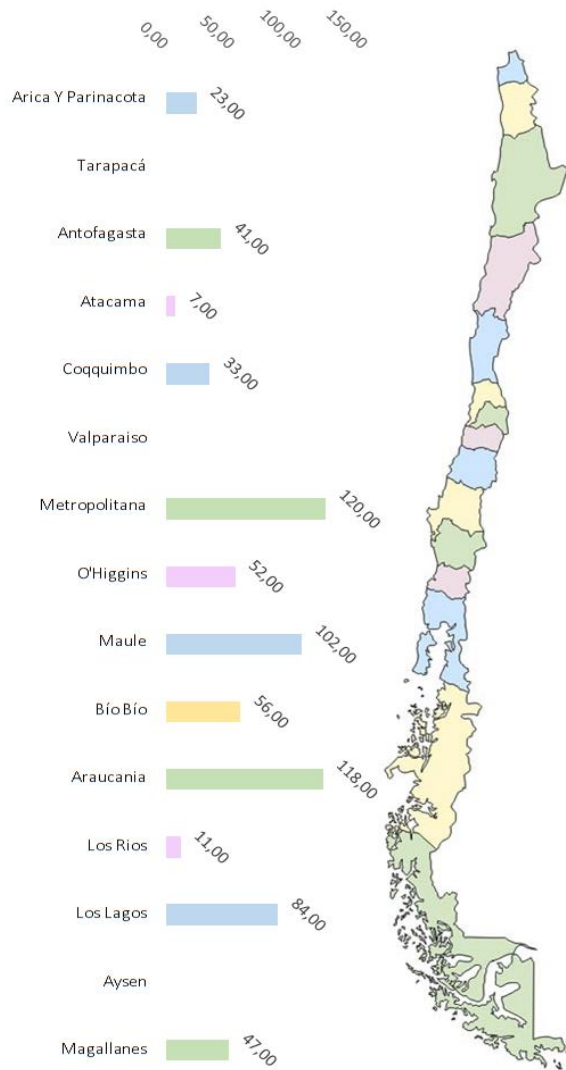 0,00 50,00 100,00 150,00
Arica Y Parinacota 23,00
Tarapacá
Antofagasta 41,00
Atacama 7,00
Coqquimbo 33,00
Valparaiso
Metropolitana 120,00
O'Higgins 52,00
Maule 102,00
Bío Bío 56,00
Araucania 118,00
Los Rios 11,00
Los Lagos 84,00
Aysen
Magallanes 47,00